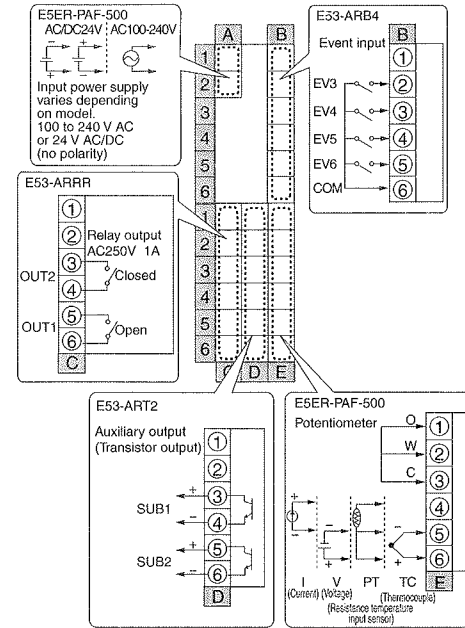 E5ER-PAF-500
AC/DC24V AC100-240V
Input power supply
varies depending
on model.
100 to 240 V AC
or 24 V AC/DC
(no polarity)
A
B
1
2
3
4
5
6
1
2
3
4
5
6
C D E
E53-ARB4
Event input
B
1
EV3 2
EV4 3
EV5 4
EV6 5
COM 6
E53-ARRR
1
2 Relay output
AC250V 1A
OUT2 3 Closed
4
OUT1 5 Open
6
C
E53-ART2
Auxiliary output
(Transistor output)
1
2
SUB1 + 3
- 4
SUB2 + 5
- 6
D
E5ER-PAF-500
Potentiometer
O 1
W 2
C 3
4
- 5
+ 6
E
+
-
-
+
I V PT TC
(Current) (Voltage) (Thermocouple)
(Resistance temperature
input sensor)